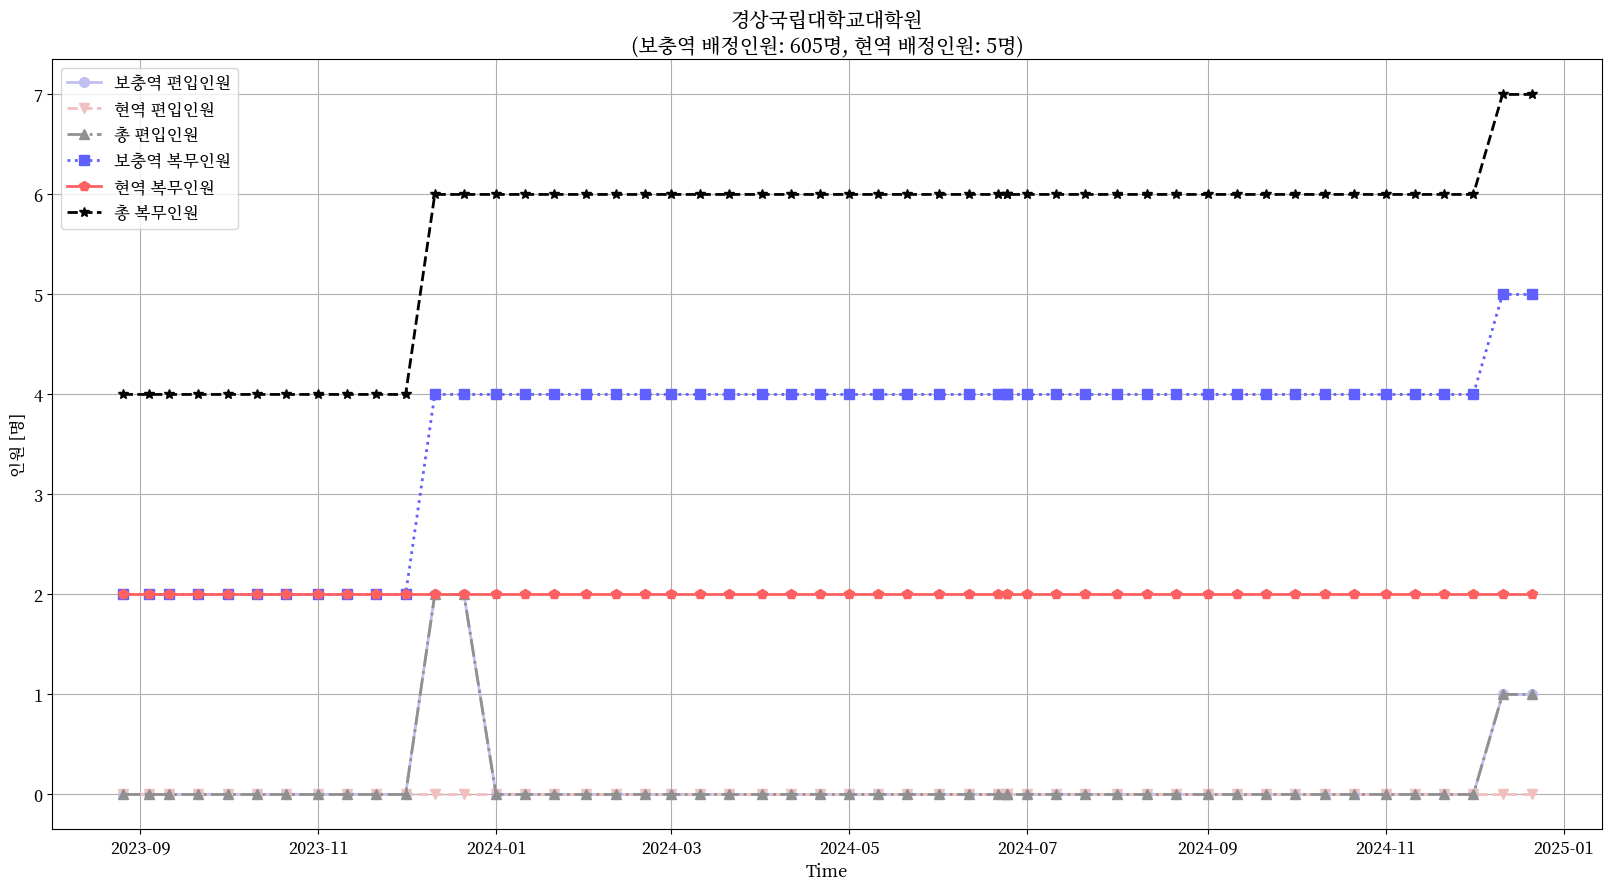 경상국립대학교대학원
(보충역 배정인원: 605명, 현역 배정인원: 5명)
보충역 편입인원
현역 편입인원
총 편입인원
보충역 복무인원
현역 복무인원
총 복무인원
7
6
5
4
3
2
1
0
인원 [명]
2023-09
2023-11
2024-01
2024-03
2024-05
2024-07
2024-09
2024-11
2025-01
Time